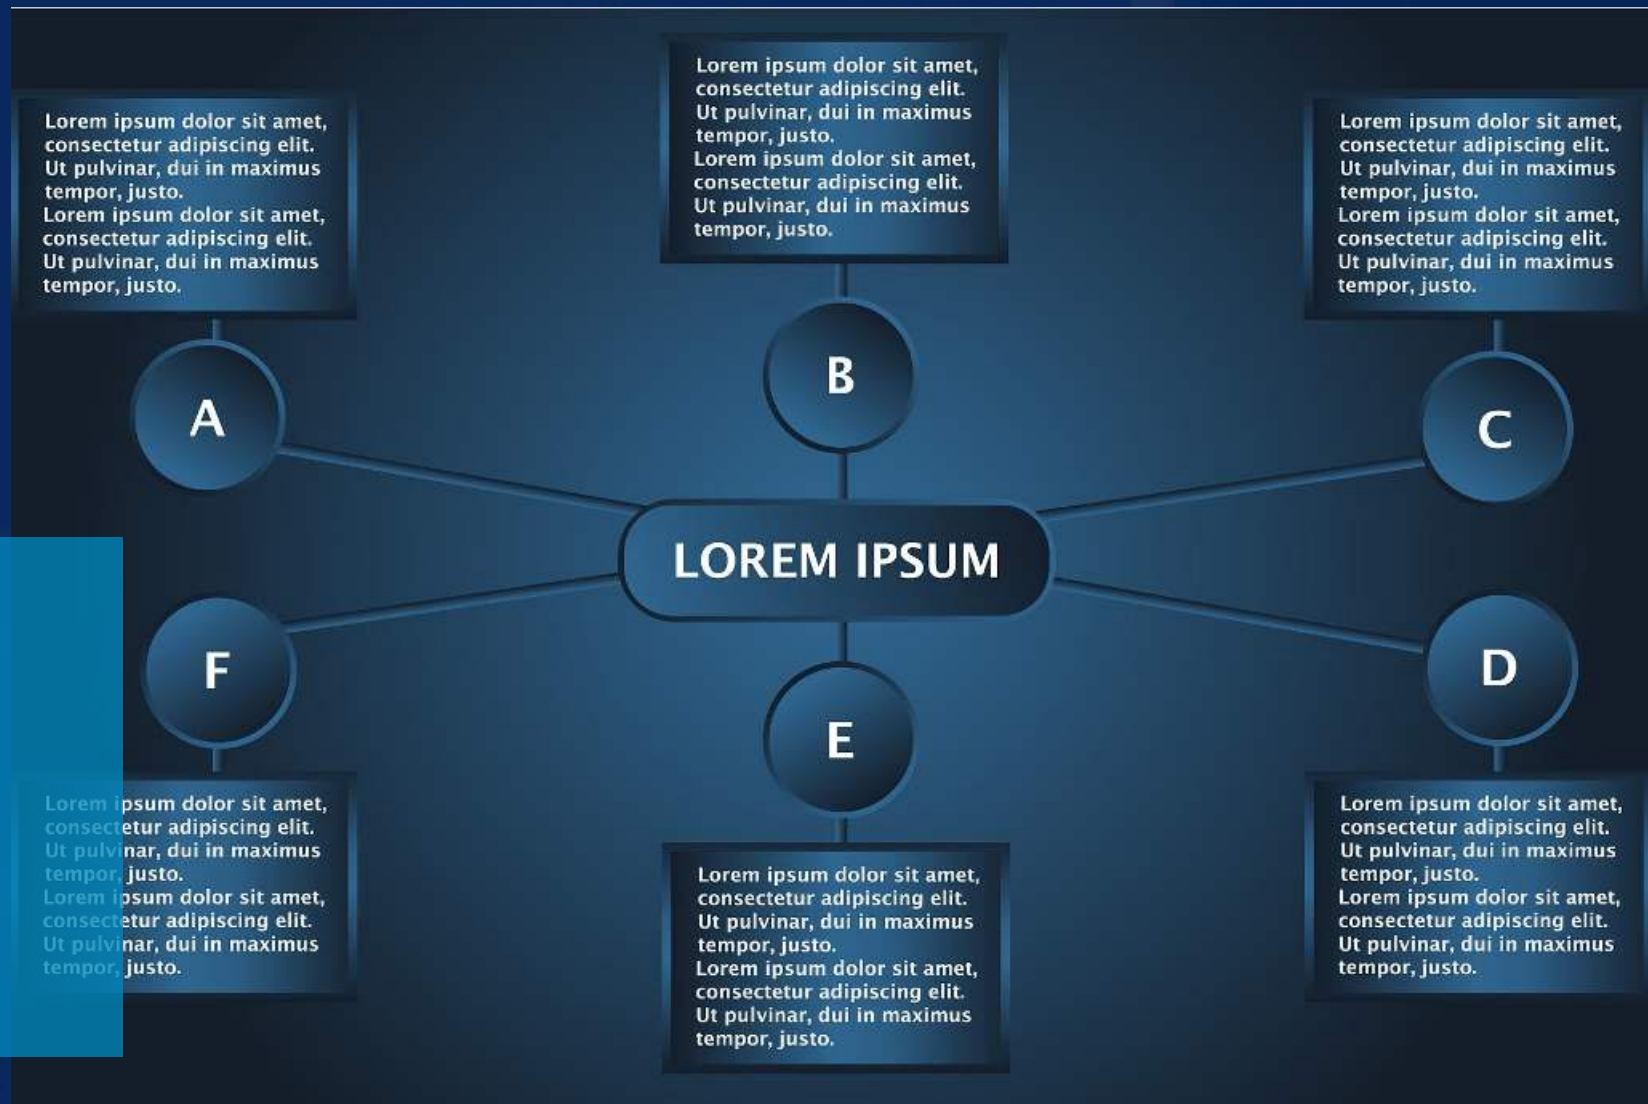 Lorem ipsum dolor sit amet,
consectetur adipiscing elit.
Ut pulvinar, dui in maximus
tempor, justo.
Lorem ipsum dolor sit amet,
consectetur adipiscing elit.
Ut pulvinar, dui in maximus
tempor, justo.
A
Lorem ipsum dolor sit amet,
consectetur adipiscing elit.
Ut pulvinar, dui in maximus
tempor, justo.
Lorem ipsum dolor sit amet,
consectetur adipiscing elit.
Ut pulvinar, dui in maximus
tempor, justo.
B
Lorem ipsum dolor sit amet,
consectetur adipiscing elit.
Ut pulvinar, dui in maximus
tempor, justo.
Lorem ipsum dolor sit amet,
consectetur adipiscing elit.
Ut pulvinar, dui in maximus
tempor, justo.
C
LOREM IPSUM
F
Lorem ipsum dolor sit amet,
consectetur adipiscing elit.
Ut pulvinar, dui in maximus
tempor, justo.
Lorem ipsum dolor sit amet,
consectetur adipiscing elit.
Ut pulvinar, dui in maximus
tempor, justo.
E
Lorem ipsum dolor sit amet,
consectetur adipiscing elit.
Ut pulvinar, dui in maximus
tempor, justo.
Lorem ipsum dolor sit amet,
consectetur adipiscing elit.
Ut pulvinar, dui in maximus
tempor, justo.
D
Lorem ipsum dolor sit amet,
consectetur adipiscing elit.
Ut pulvinar, dui in maximus
tempor, justo.
Lorem ipsum dolor sit amet,
consectetur adipiscing elit.
Ut pulvinar, dui in maximus
tempor, justo.